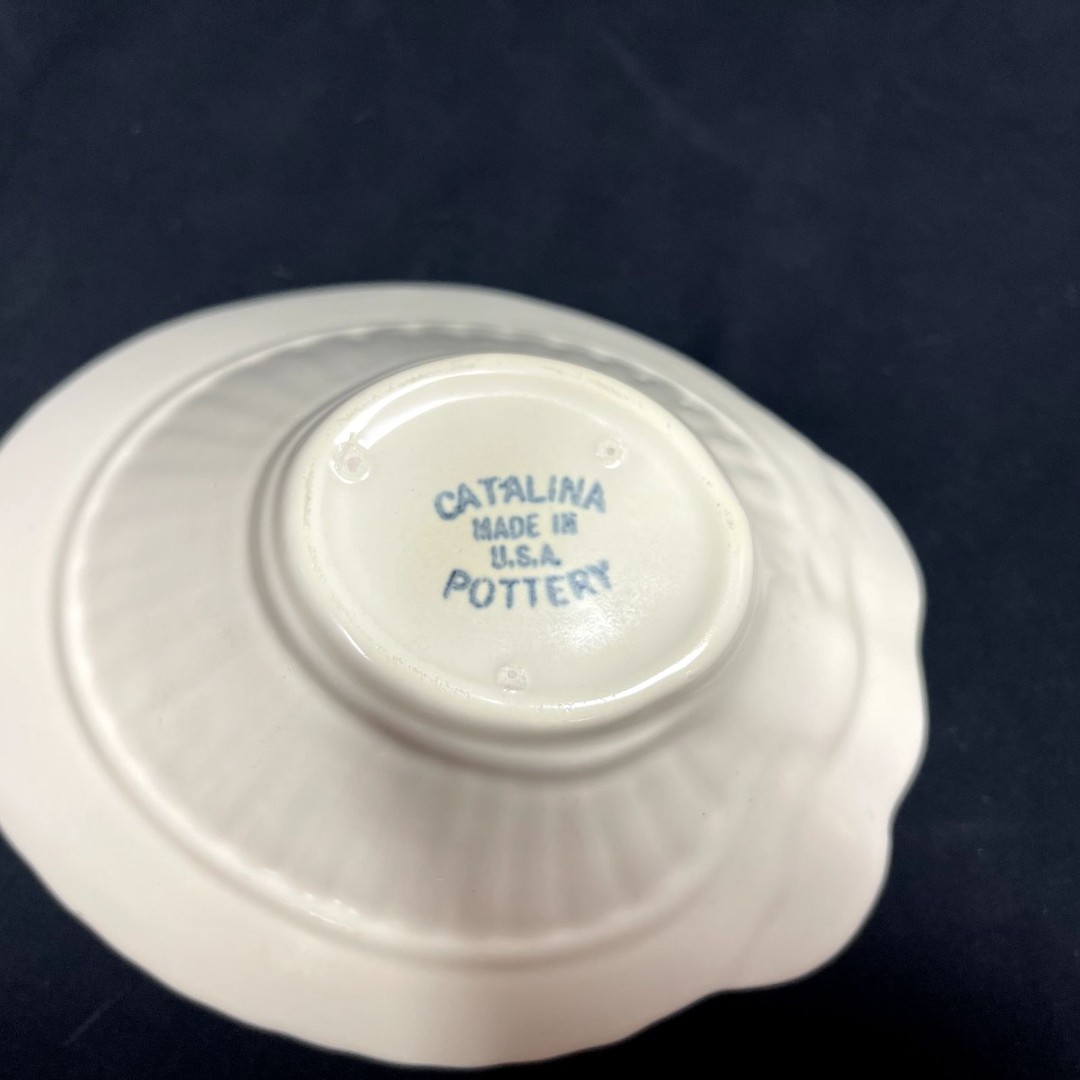 CATALINA
MADE IN
U.S.A.
POTTERY